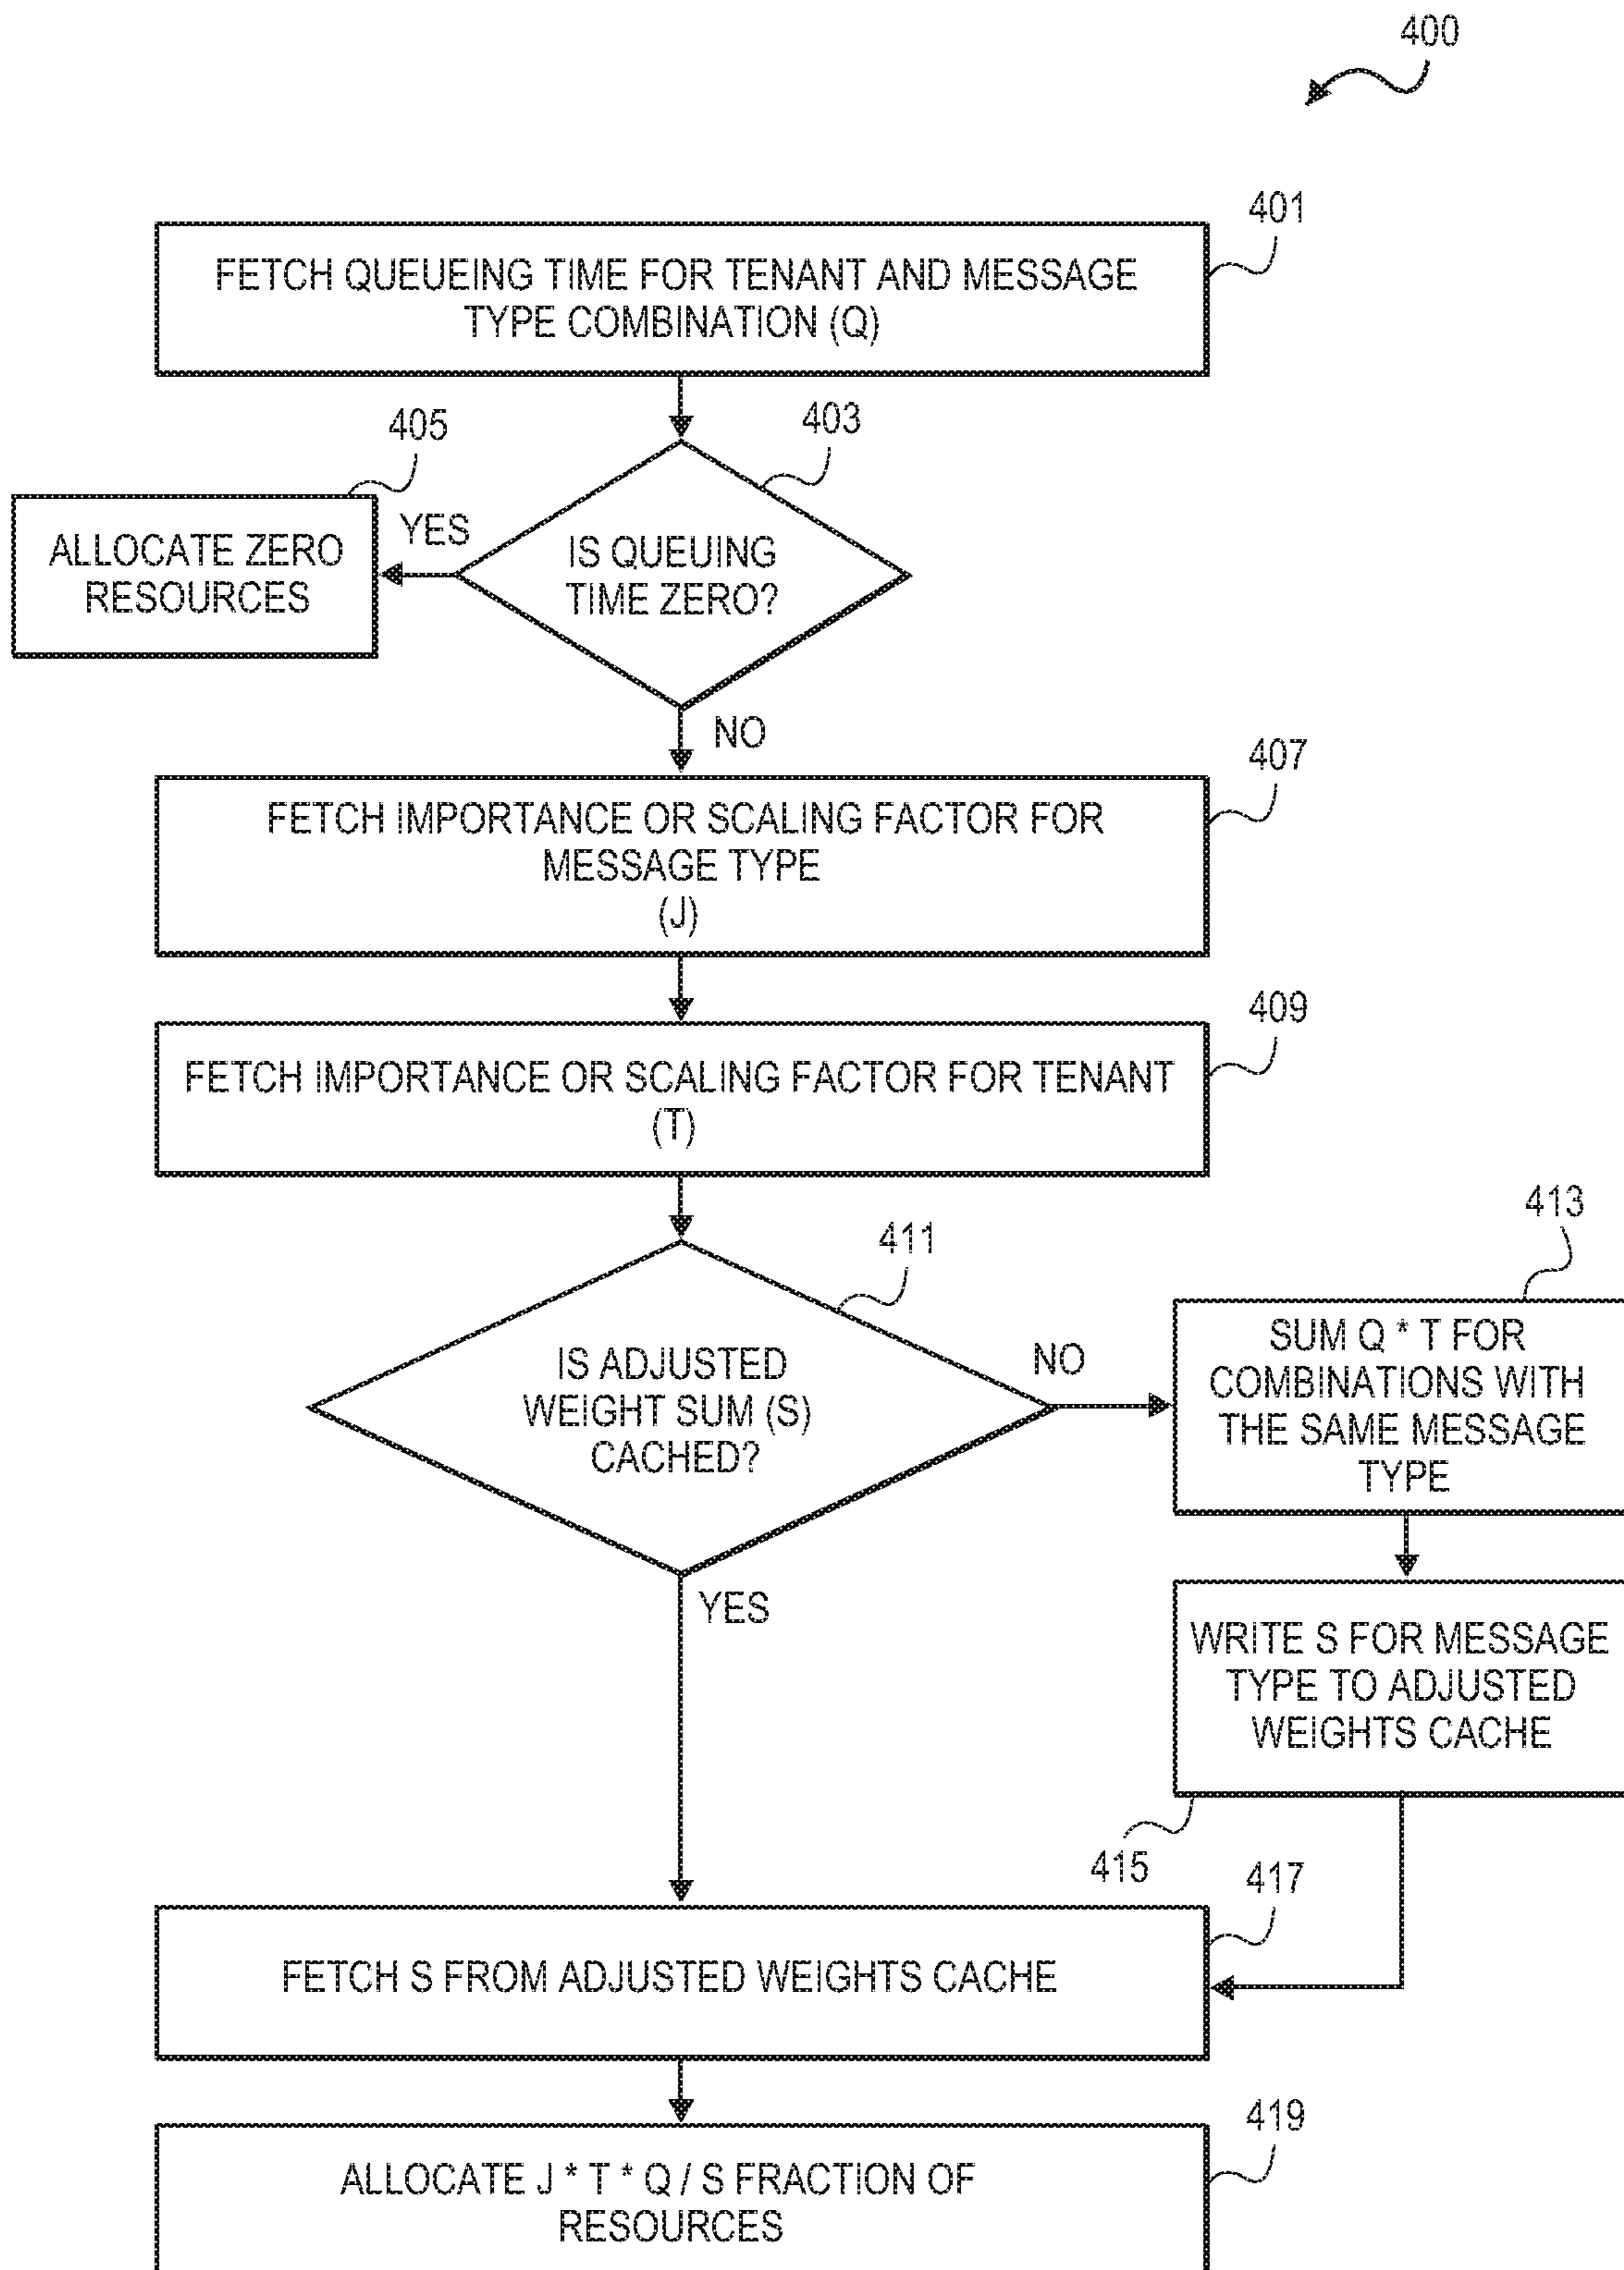 400
401
FETCH QUEUEING TIME FOR TENANT AND MESSAGE
TYPE COMBINATION (Q)
405
403
ALLOCATE ZERO
RESOURCES
YES
IS QUEUING
TIME ZERO?
NO
407
FETCH IMPORTANCE OR SCALING FACTOR FOR
MESSAGE TYPE
(J)
409
FETCH IMPORTANCE OR SCALING FACTOR FOR TENANT
(T)
411
413
IS ADJUSTED
WEIGHT SUM (S)
CACHED?
NO
SUM Q * T FOR
COMBINATIONS WITH
THE SAME MESSAGE
TYPE
YES
WRITE S FOR MESSAGE
TYPE TO ADJUSTED
WEIGHTS CACHE
415
417
FETCH S FROM ADJUSTED WEIGHTS CACHE
419
ALLOCATE J * T * Q / S FRACTION OF
RESOURCES